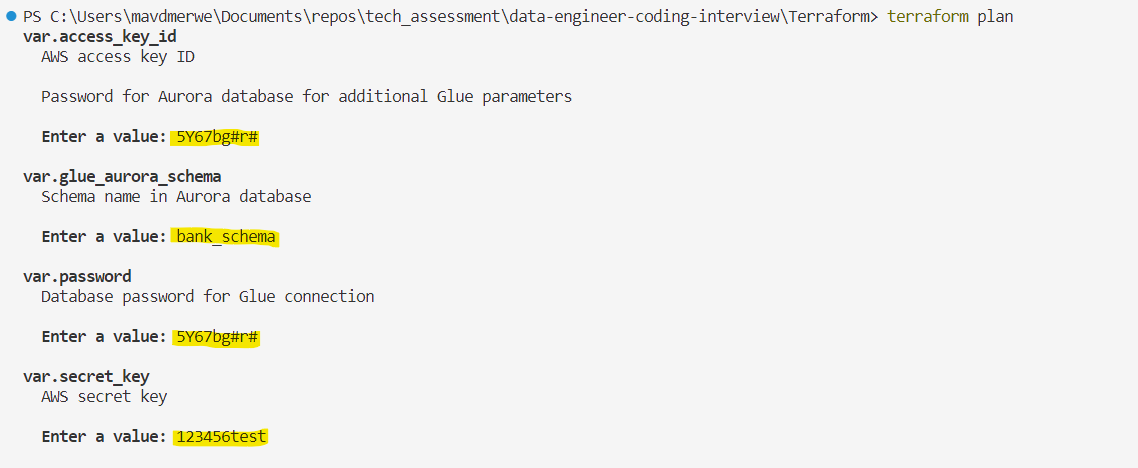 PS C:\Users\mavdmerwe\Documents\repos\tech_assessment\data-engineer-coding-interview\Terraform> terraform plan
var.access_key_id
AWS access key ID
Password for Aurora database for additional Glue parameters
Enter a value: 5Y67bg#r#
var.glue_aurora_schema
Schema name in Aurora database
Enter a value: bank_schema
var.password
Database password for Glue connection
Enter a value: 5Y67bg#r#
var.secret_key
AWS secret key
Enter a value: 123456test